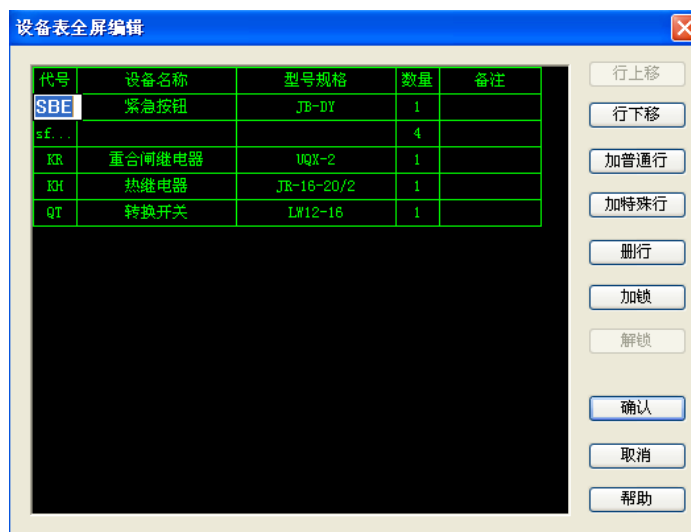 设备表全屏编辑
代号 设备名称 型号规格 数量 备注
SBE 紧急按钮 JB-DY 1
sf... 4
KR 重合闸继电器 UQX-2 1
KH 热继电器 JR-16-20/2 1
QT 转换开关 LW12-16 1
行上移
行下移
加普通行
加特殊行
删行
加锁
解锁
确认
取消
帮助